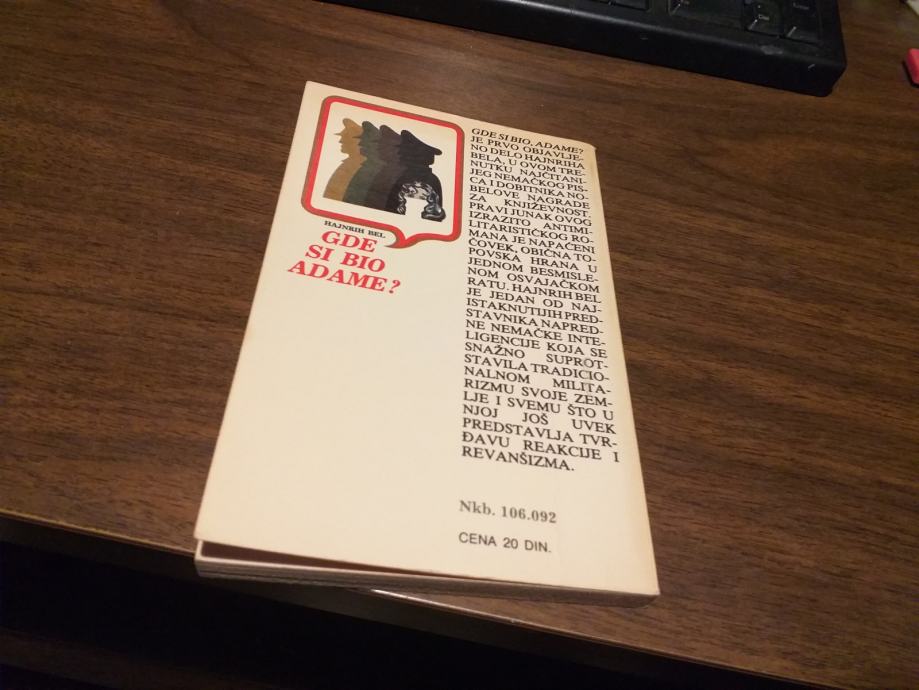 HAJNRIH BEL
GDE
SI BIO
ADAME?
GDE SI BIO, ADAME?
JE PRVO OBJAVLJE-
NO DELO HAJNRIHA
BELA, U OVOM TRE-
NUTKU NAJČITANI-
JEG NEMAČKOG PIS-
CA I DOBITNIKA NO-
BELOVE NAGRADE
ZA KNJIŽEVNOST.
PRAVI JUNAK OVOG
IZRAZITO ANTIMI-
LITARISTIČKOG RO-
MANA JE NAPAĆENI
ČOVEK, OBIČNA TO-
POVSKA HRANA U
JEDNOM BESMISLE-
NOM OSVAJAČKOM
RATU. HAJNRIH BEL
JE JEDAN OD NAJ-
ISTAKNUTIJIH PRED-
STAVNIKA NAPRED-
NE NEMAČKE INTE-
LIGENCIJE KOJA SE
SNAŽNO SUPROT-
STAVILA TRADICIO-
NALNOM MILITA-
RIZMU SVOJE ZEM-
LJE I SVEMU ŠTO U
NJOJ JOŠ UVEK
PREDSTAVLJA TVR-
ĐAVU REAKCIJE I
REVANŠIZMA.
Nkb. 106.092
CENA 20 DIN.